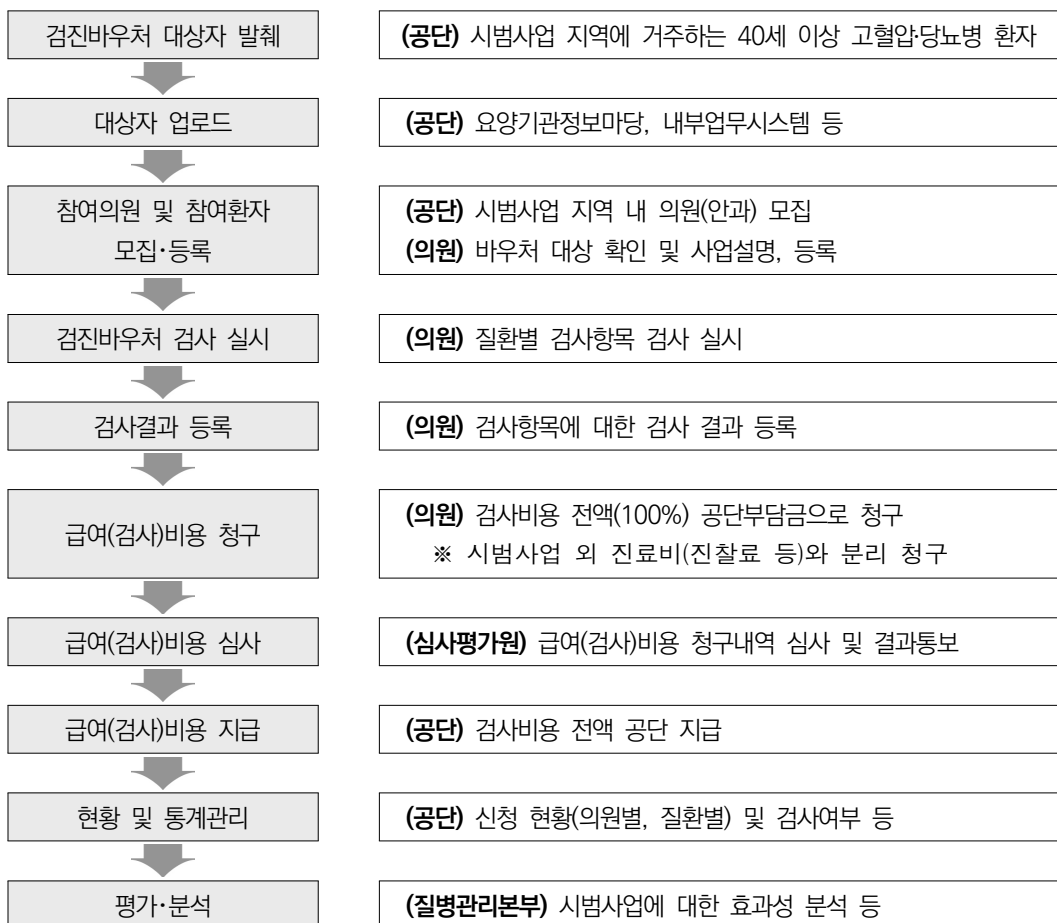 검진바우처 대상자 발췌
(공단) 시범사업 지역에 거주하는 40세 이상 고혈압·당뇨병 환자
대상자 업로드
(공단) 요양기관정보마당, 내부업무시스템 등
참여의원 및 참여환자
모집·등록
(공단) 시범사업 지역 내 의원(안과) 모집
(의원) 바우처 대상 확인 및 사업설명, 등록
검진바우처 검사 실시
(의원) 질환별 검사항목 검사 실시
검사결과 등록
(의원) 검사항목에 대한 검사 결과 등록
급여(검사)비용 청구
(의원) 검사비용 전액(100%) 공단부담금으로 청구
※ 시범사업 외 진료비(진찰료 등)와 분리 청구
급여(검사)비용 심사
(심사평가원) 급여(검사)비용 청구내역 심사 및 결과통보
급여(검사)비용 지급
(공단) 검사비용 전액 공단 지급
현황 및 통계관리
(공단) 신청 현황(의원별, 질환별) 및 검사여부 등
평가·분석
(질병관리본부) 시범사업에 대한 효과성 분석 등